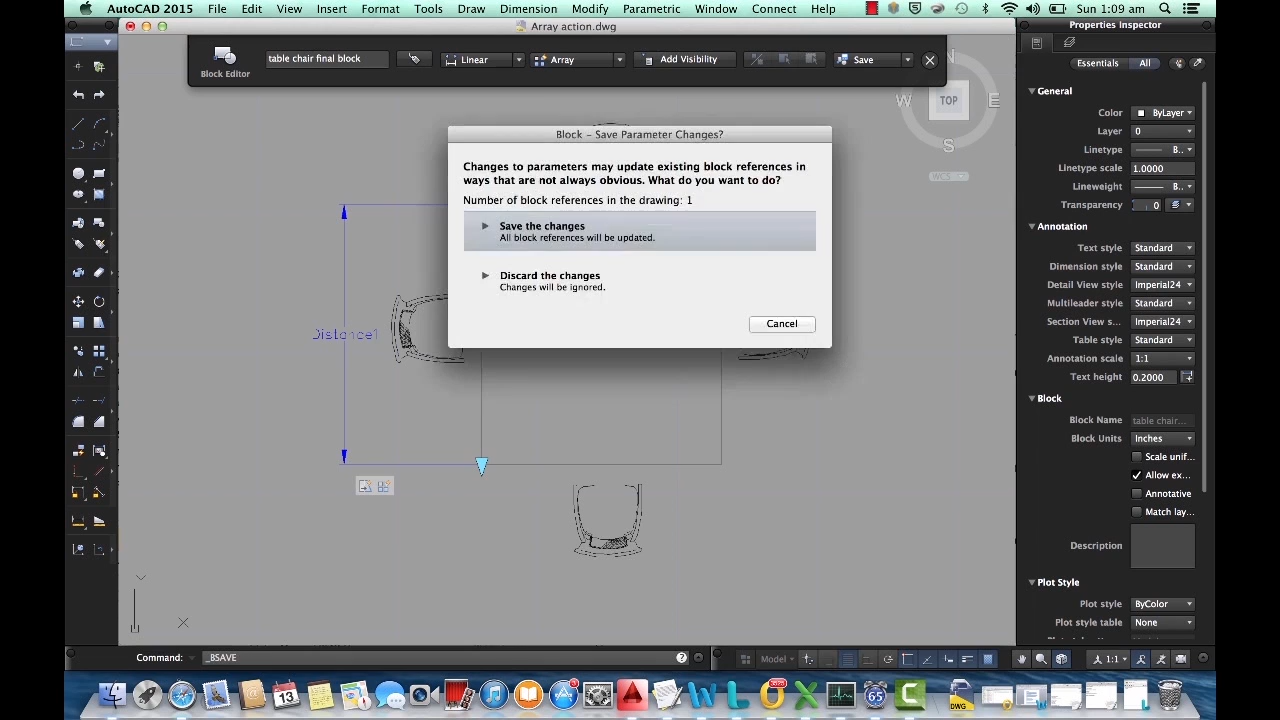 AutoCAD 2015 File Edit View Insert Format Tools Draw Dimension Modify Parametric Window Connect Help Sun 1:09 am
Array action.dwg
Properties Inspector
Block Editor
table chair final block
Linear
Array
Add Visibility
Save
N
W
TOP
E
S
WCS
Essentials All
General
Color ByLayer
Layer 0
Linetype B..
Linetype scale 1.0000
Lineweight B..
Transparency 0
Annotation
Text style Standard
Dimension style Standard
Detail View style Imperial24
Multileader style Standard
Section View s... Imperial24
Table style Standard
Annotation scale 1:1
Text height 0.2000
Block
Block Name table chair...
Block Units Inches
Scale unif...
Allow ex...
Annotative
Match lay...
Description
Plot Style
Plot style ByColor
Plot style table None
Block - Save Parameter Changes?
Changes to parameters may update existing block references in
ways that are not always obvious. What do you want to do?
Number of block references in the drawing: 1
Save the changes
All block references will be updated.
Discard the changes
Changes will be ignored.
Cancel
Distance1
Y
X
Command: _BSAVE
Model
1:1
13
65
DWG